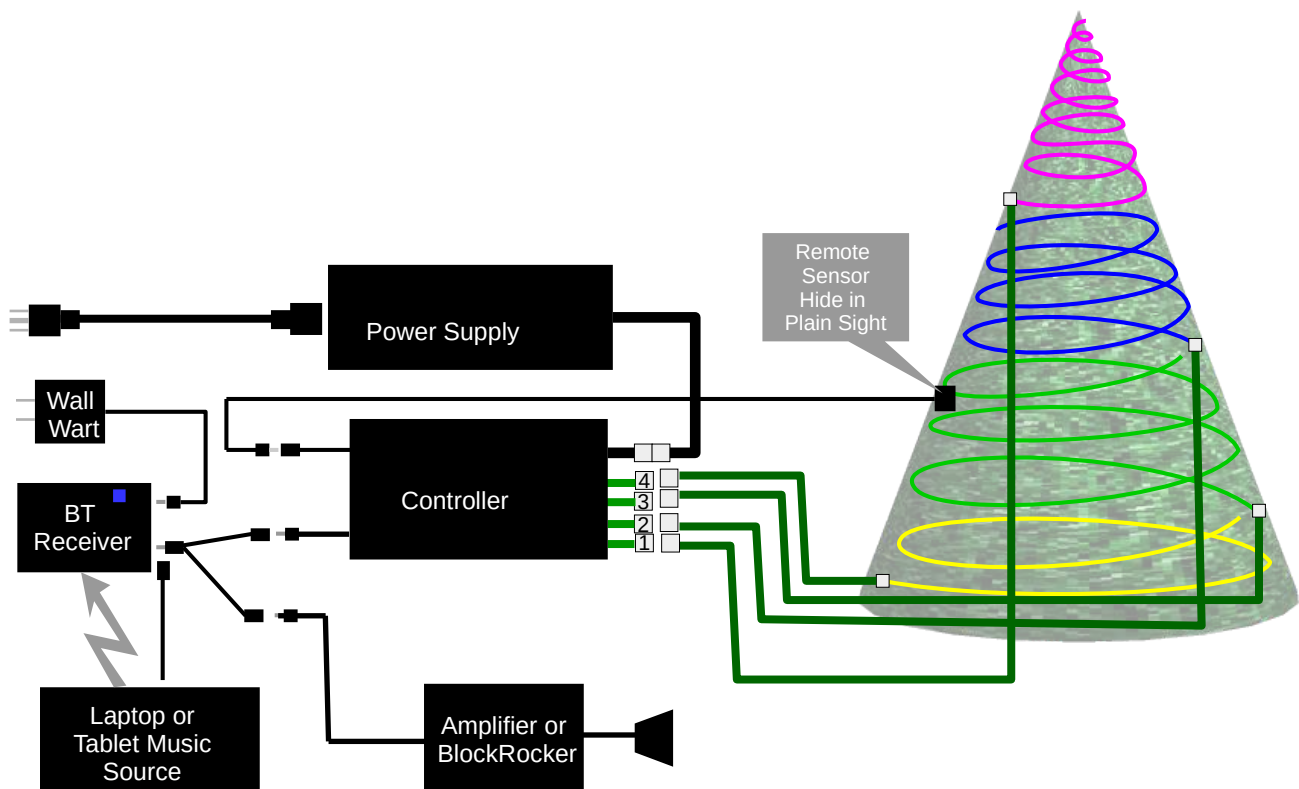 Remote
Sensor
Hide in
Plain Sight
Power Supply
Wall
Wart
Controller
4
3
2
1
BT
Receiver
Laptop or
Tablet Music
Source
Amplifier or
BlockRocker